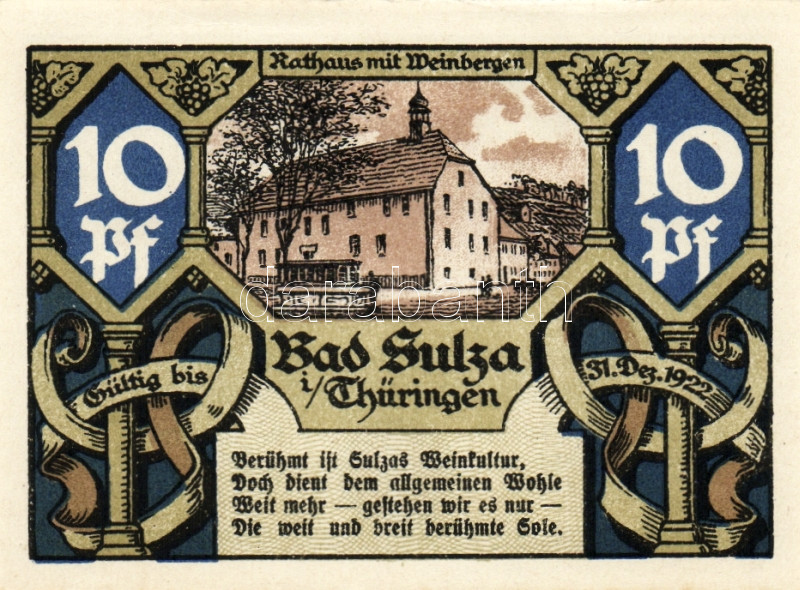 Rathaus mit Weinbergen
10
Pf
10
Pf
darabanth
Bad Sulza
i/Thüringen
Gültig bis
31. Dez. 1922
Berühmt ist Sulzas Weinkultur,
Doch dient dem allgemeinen Wohle
Weit mehr — gestehen wir es nur —
Die weit und breit berühmte Sole.